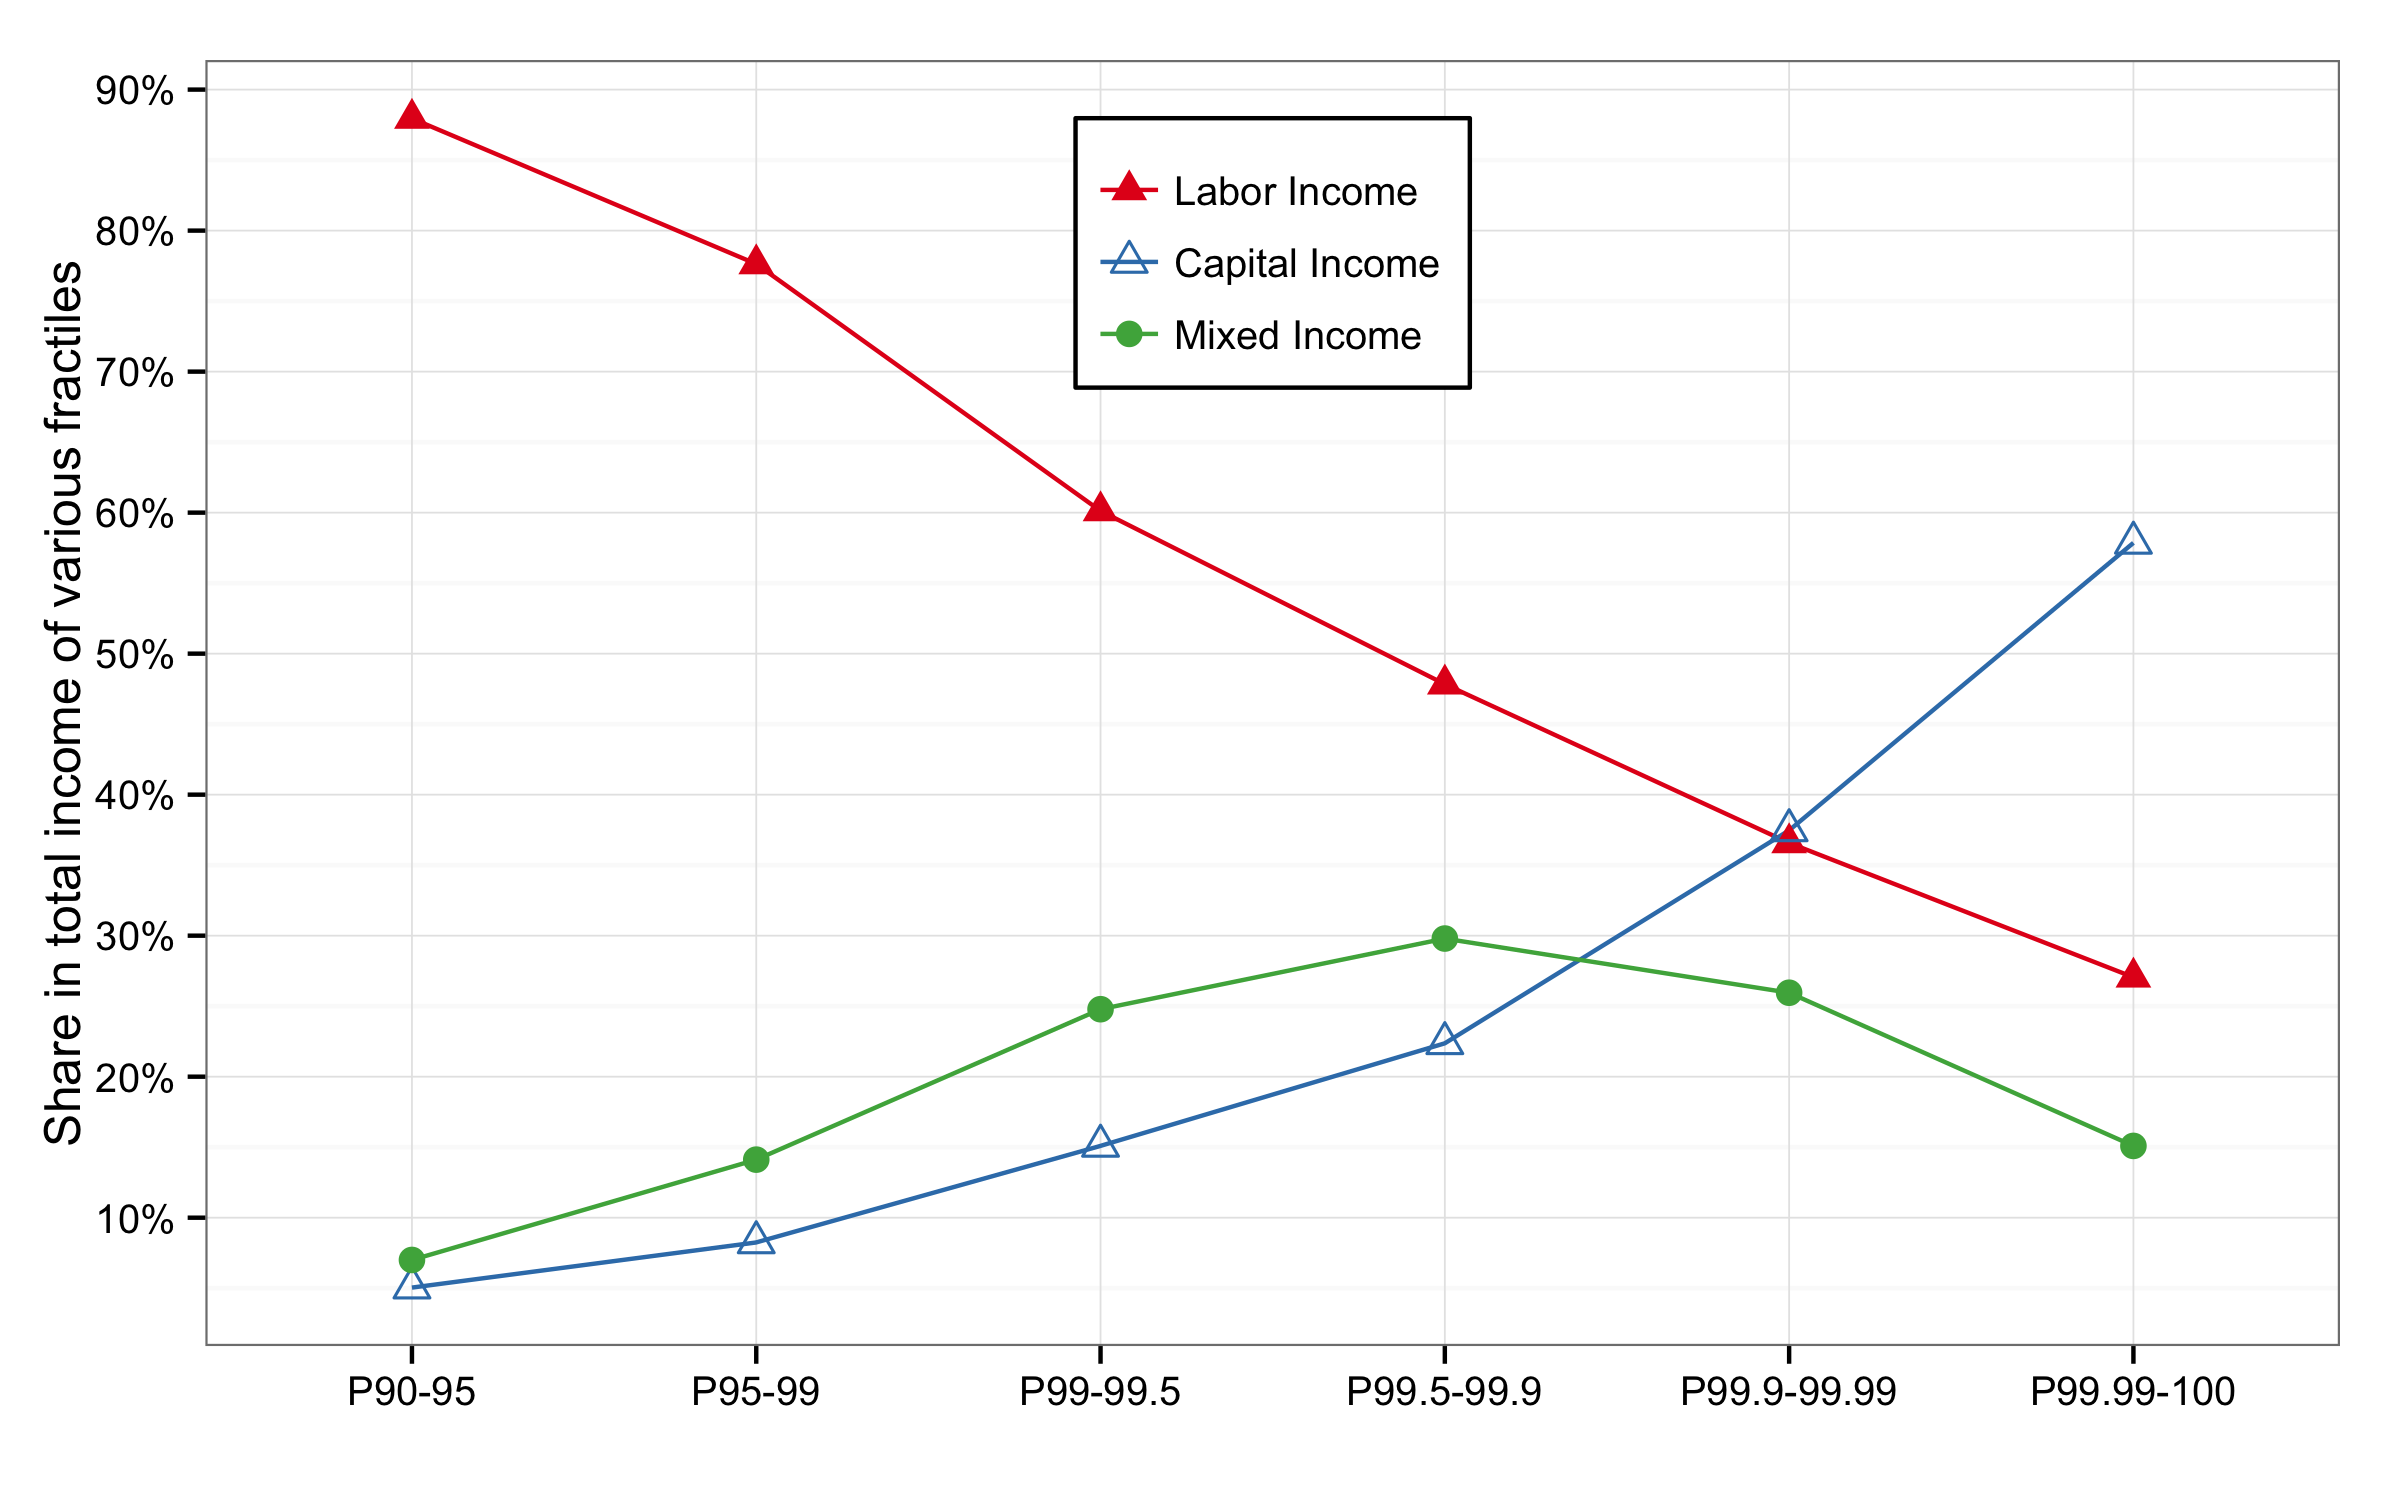 Share in total income of various fractiles
90%
80%
70%
60%
50%
40%
30%
20%
10%
Labor Income
Capital Income
Mixed Income
P90-95
P95-99
P99-99.5
P99.5-99.9
P99.9-99.99
P99.99-100